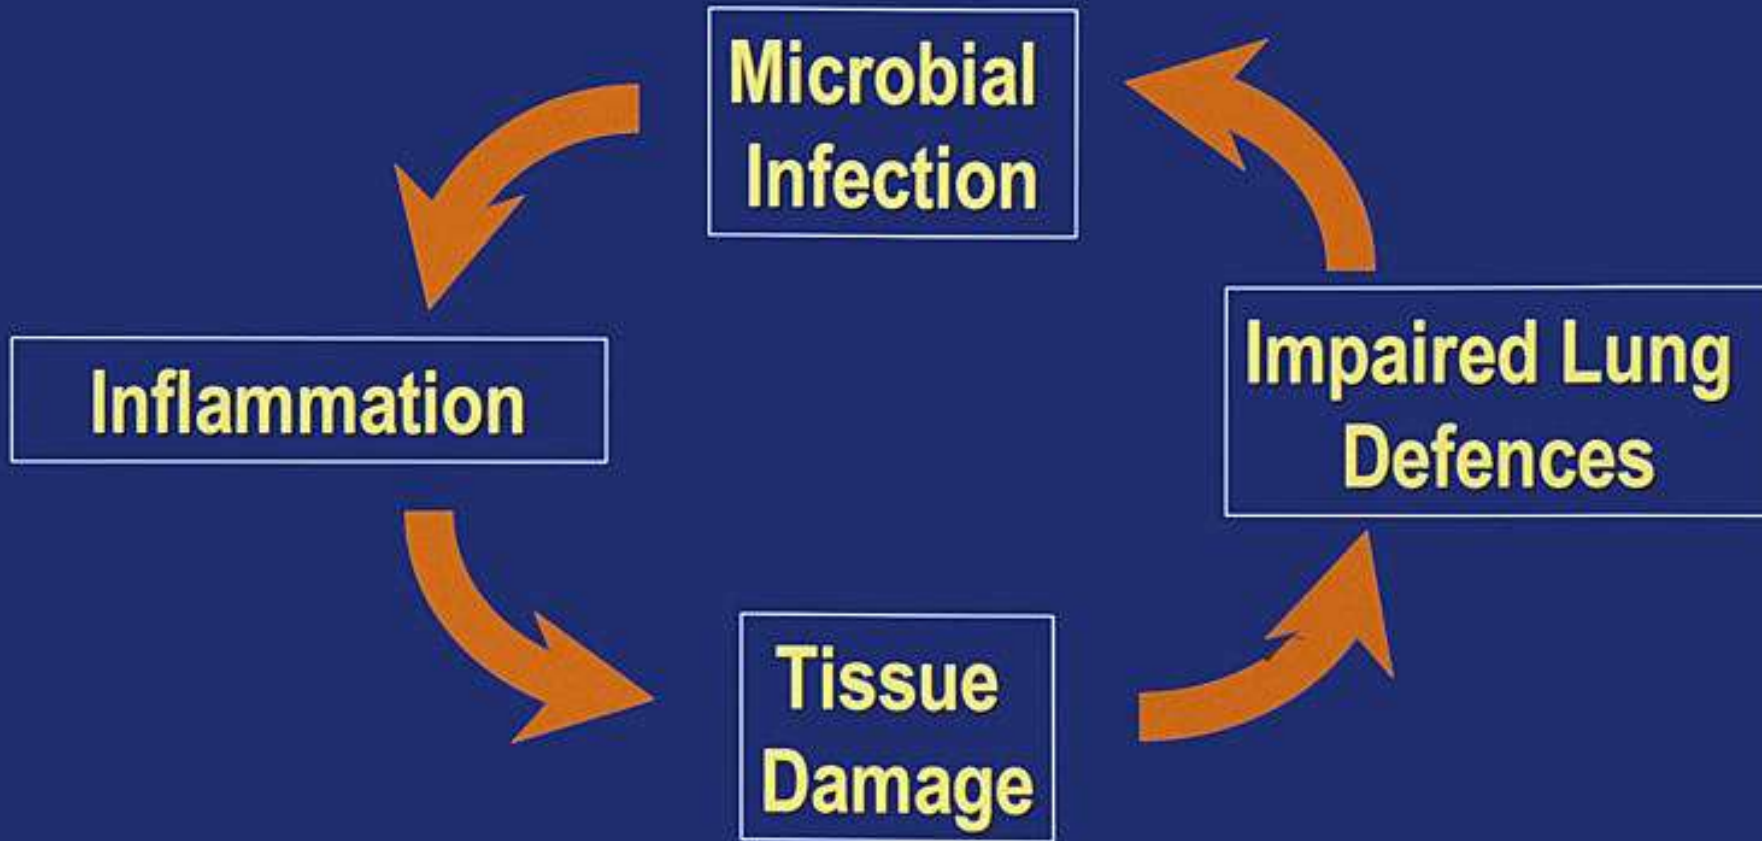 Microbial
Infection
Inflammation
Impaired Lung
Defences
Tissue
Damage